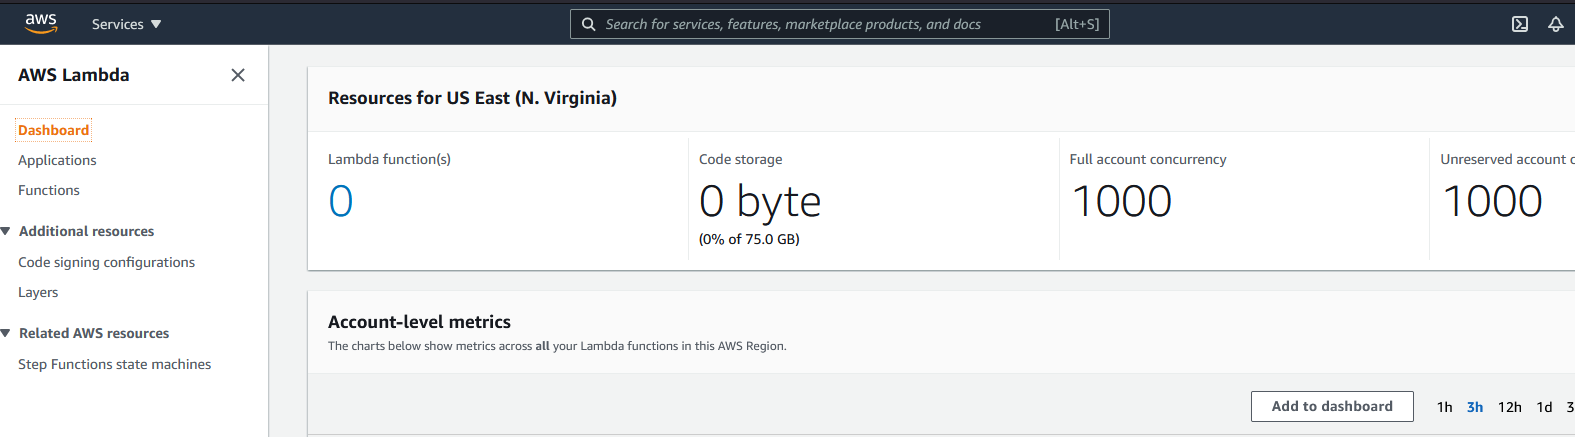 aws
Services
Search for services, features, marketplace products, and docs [Alt+S]
AWS Lambda
Dashboard
Applications
Functions
Additional resources
Code signing configurations
Layers
Related AWS resources
Step Functions state machines
Resources for US East (N. Virginia)
Lambda function(s)
0
Code storage
0 byte
(0% of 75.0 GB)
Full account concurrency
1000
Unreserved account c
1000
Account-level metrics
The charts below show metrics across all your Lambda functions in this AWS Region.
Add to dashboard 1h 3h 12h 1d 3